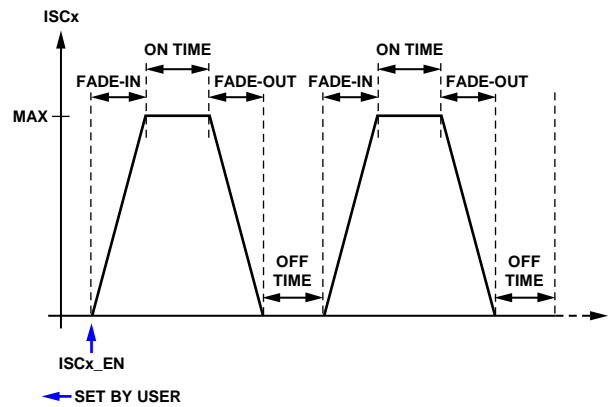 ISCx
ON TIME
ON TIME
FADE-IN
FADE-OUT
FADE-IN
FADE-OUT
MAX
OFF
TIME
OFF
TIME
ISCx_EN
SET BY USER